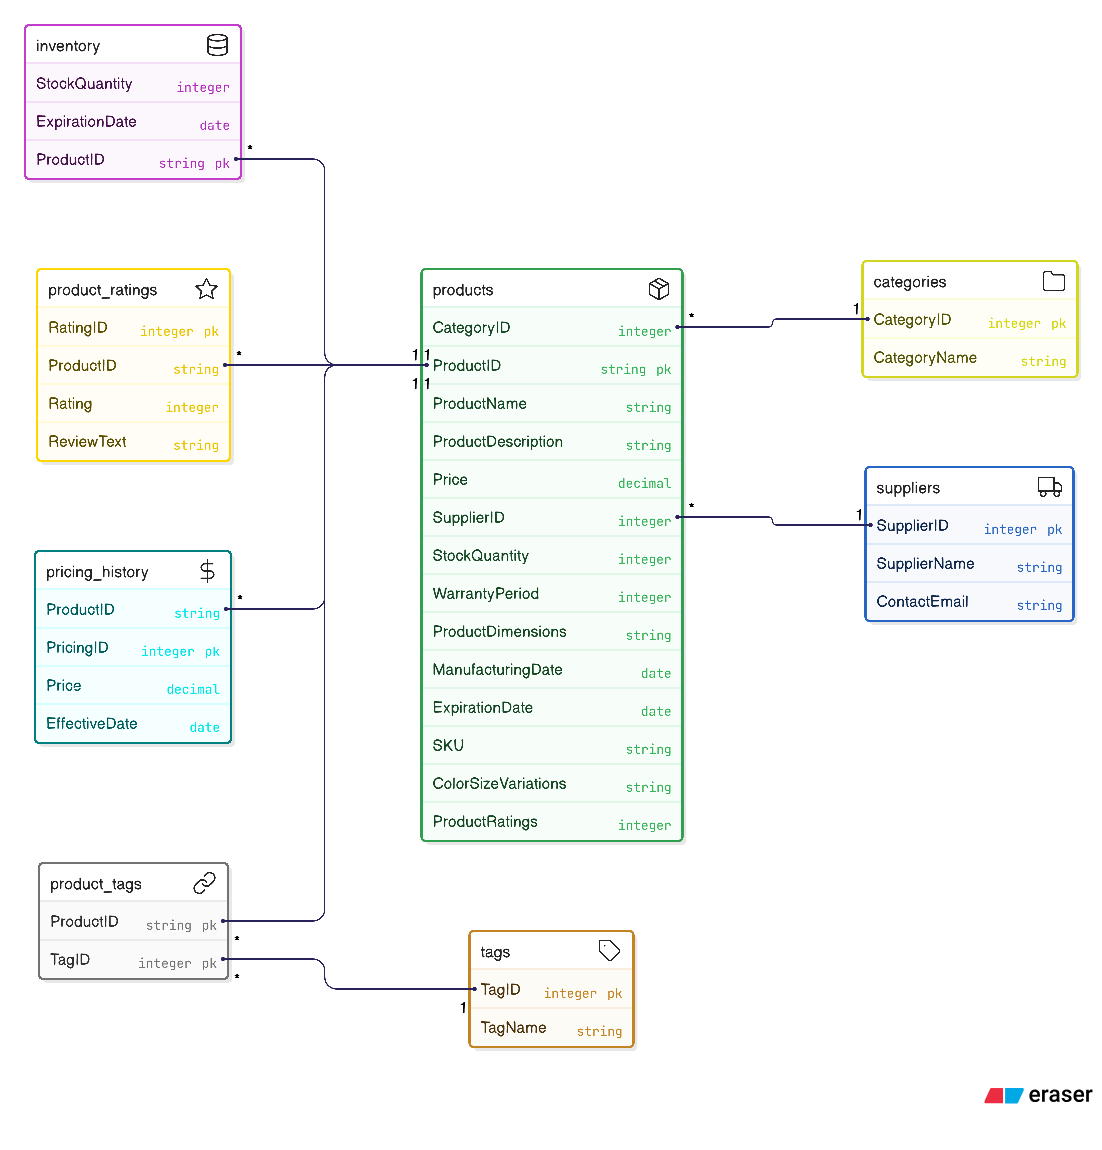 inventory
StockQuantity integer
ExpirationDate date
ProductID string pk
*
product_ratings
RatingID integer pk
ProductID string
*
Rating integer
ReviewText string
pricing_history
ProductID string
*
PricingID integer pk
Price decimal
EffectiveDate date
product_tags
ProductID string pk
*
TagID integer pk
*
products
CategoryID integer
*
1 1
ProductID string pk
1 1
ProductName string
ProductDescription string
Price decimal
SupplierID integer
*
StockQuantity integer
WarrantyPeriod integer
ProductDimensions string
ManufacturingDate date
ExpirationDate date
SKU string
ColorSizeVariations string
ProductRatings integer
tags
TagID integer pk
1
TagName string
categories
1
CategoryID integer pk
CategoryName string
suppliers
1
SupplierID integer pk
SupplierName string
ContactEmail string
eraser